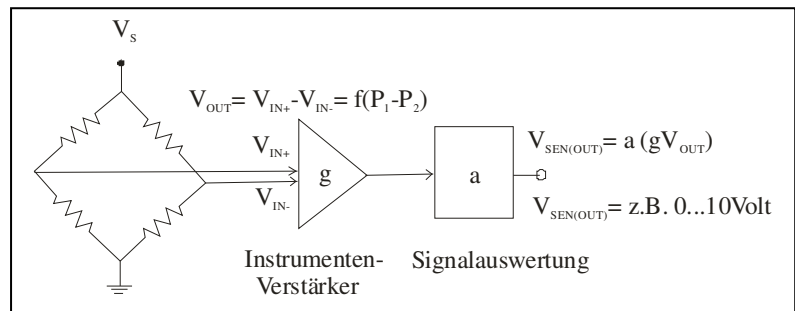 V_S
V_OUT= V_IN+-V_IN-= f(P_1-P_2)
V_IN+
V_IN-
g
a
V_SEN(OUT)= a (gV_OUT)
V_SEN(OUT)= z.B. 0...10Volt
Instrumenten-
Verstärker
Signalauswertung